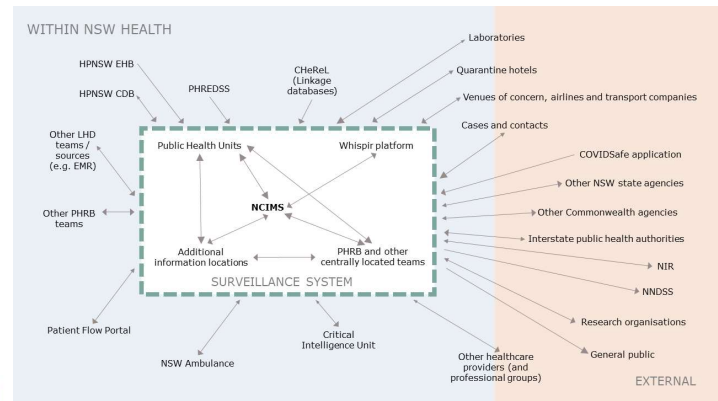 WITHIN NSW HEALTH
HPNSW EHB
HPNSW CDB
PHREDSS
CHeReL
(Linkage
databases)
Laboratories
Quarantine hotels
Venues of concern, airlines and transport companies
Cases and contacts
Other LHD
teams /
sources
(e.g. EMR)
Public Health Units
Whispir platform
COVIDSafe application
Other NSW state agencies
Other PHRB
teams
NCIMS
Other Commonwealth agencies
Interstate public health authorities
Additional
information locations
PHRB and other
centrally located teams
SURVEILLANCE SYSTEM
NIR
NNDSS
Patient Flow Portal
NSW Ambulance
Critical
Intelligence Unit
Other healthcare
providers (and
professional groups)
Research organisations
General public
EXTERNAL